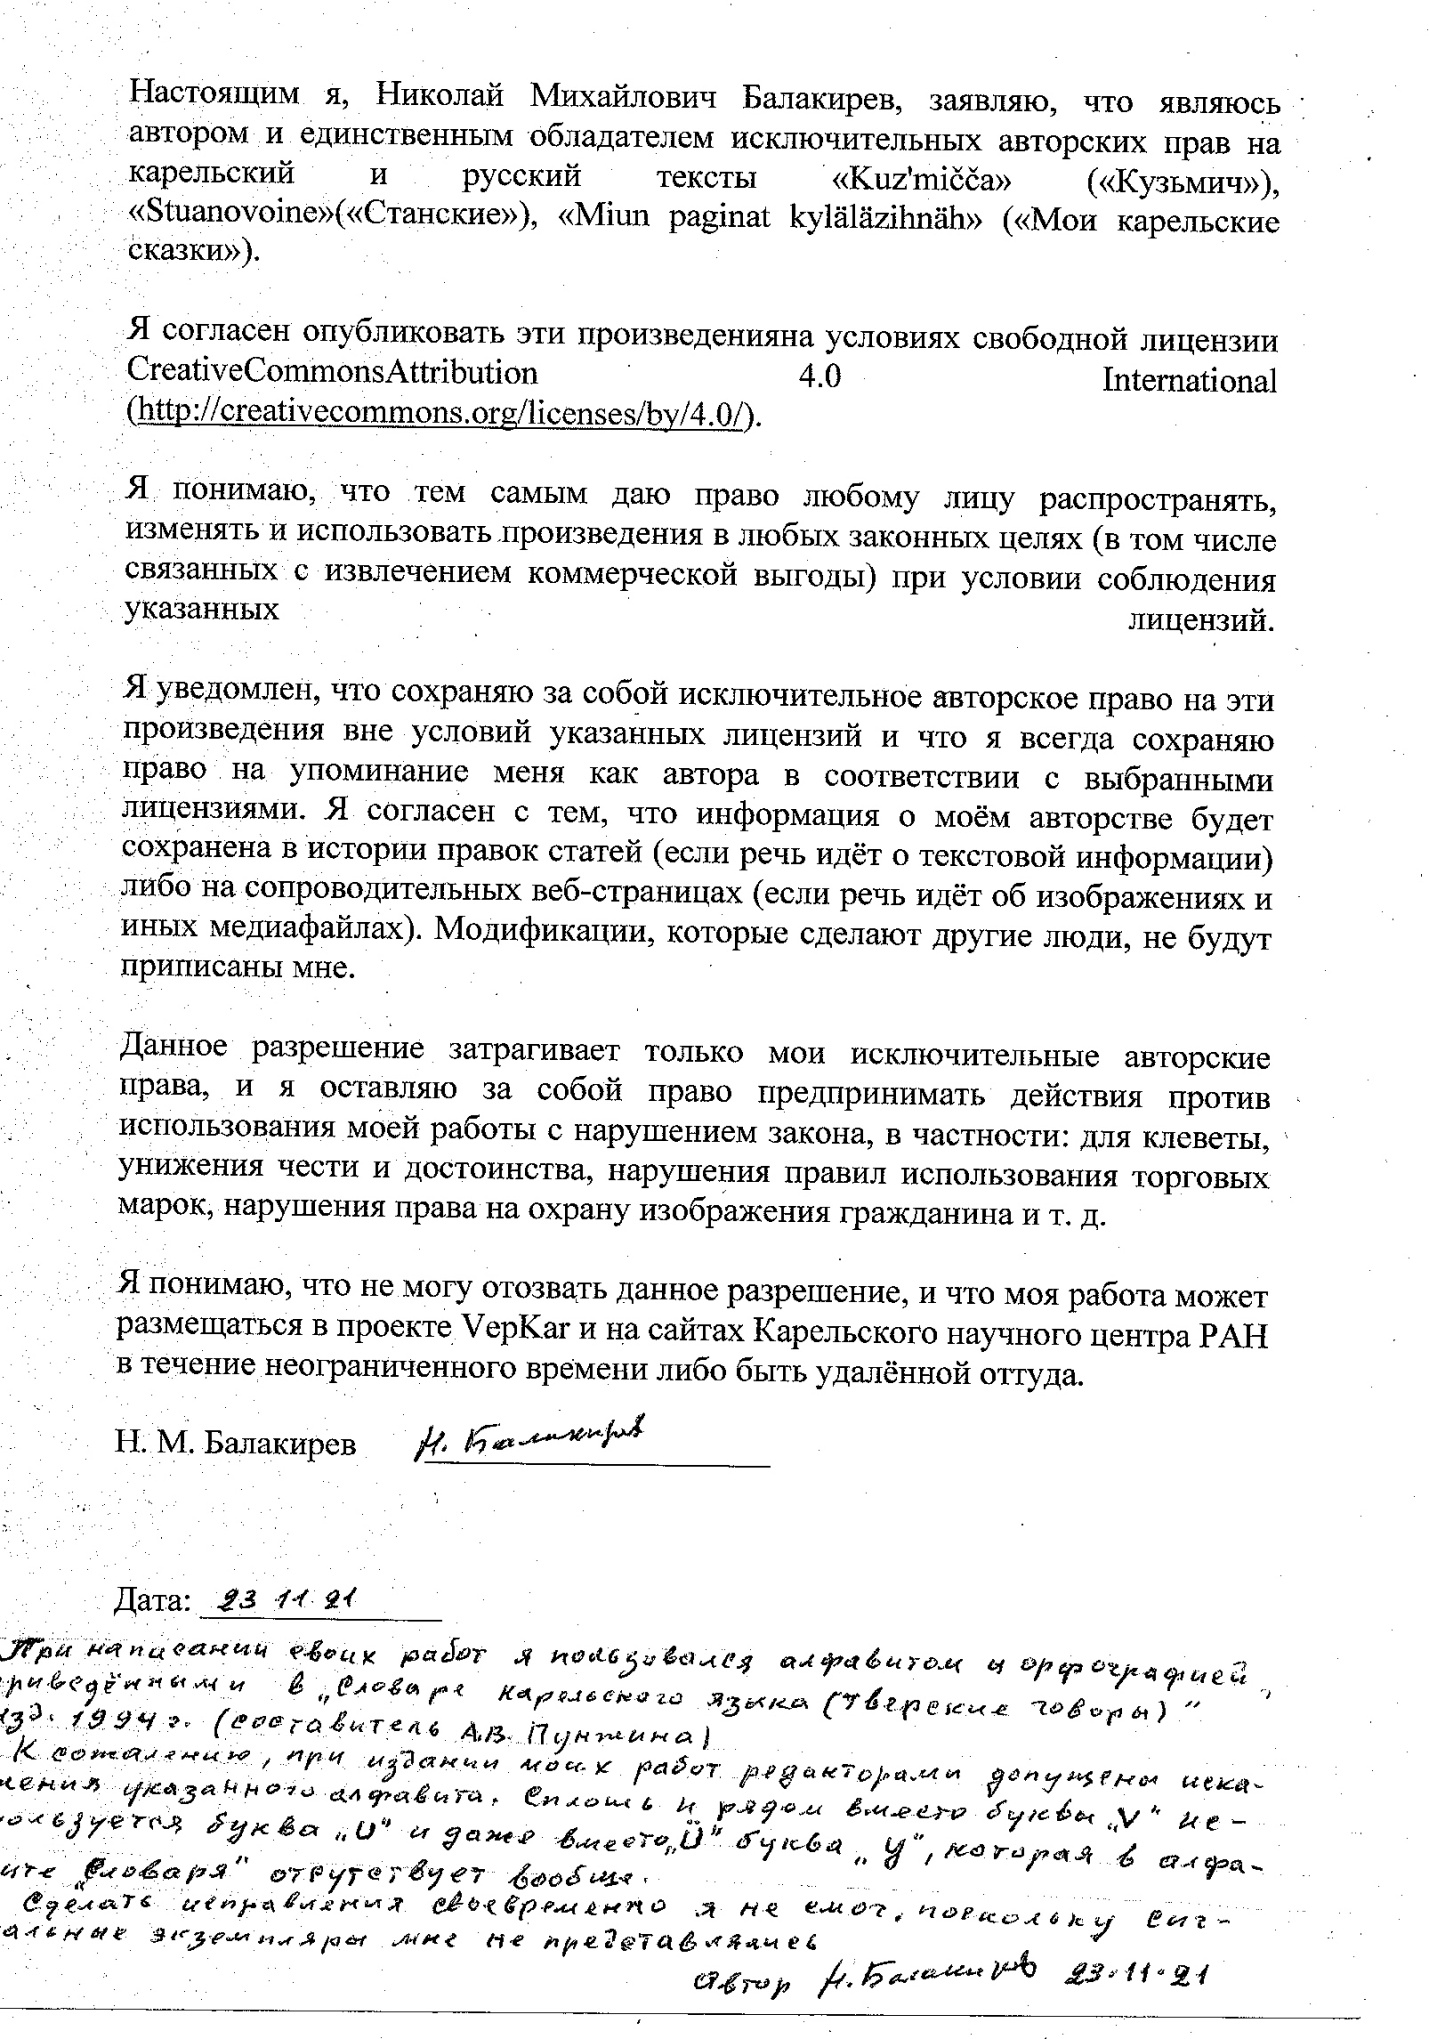 Настоящим я, Николай Михайлович Балакирев, заявляю, что являюсь
автором и единственным обладателем исключительных авторских прав на
карельский и русский тексты «Kuz'mičča» («Кузьмич»),
«Stuanovoine»(«Станские»), «Miun paginat kyläläzihnäh» («Мои карельские
сказки»).
Я согласен опубликовать эти произведенияна условиях свободной лицензии
CreativeCommonsAttribution 4.0 International
(http://creativecommons.org/licenses/by/4.0/).
Я понимаю, что тем самым даю право любому лицу распространять,
изменять и использовать произведения в любых законных целях (в том числе
связанных с извлечением коммерческой выгоды) при условии соблюдения
указанных лицензий.
Я уведомлен, что сохраняю за собой исключительное авторское право на эти
произведения вне условий указанных лицензий и что я всегда сохраняю
право на упоминание меня как автора в соответствии с выбранными
лицензиями. Я согласен с тем, что информация о моём авторстве будет
сохранена в истории правок статей (если речь идёт о текстовой информации)
либо на сопроводительных веб-страницах (если речь идёт об изображениях и
иных медиафайлах). Модификации, которые сделают другие люди, не будут
приписаны мне.
Данное разрешение затрагивает только мои исключительные авторские
права, и я оставляю за собой право предпринимать действия против
использования моей работы с нарушением закона, в частности: для клеветы,
унижения чести и достоинства, нарушения правил использования торговых
марок, нарушения права на охрану изображения гражданина и т. д.
Я понимаю, что не могу отозвать данное разрешение, и что моя работа может
размещаться в проекте VepKar и на сайтах Карельского научного центра РАН
в течение неограниченного времени либо быть удалённой оттуда.
Н. М. Балакирев Н. Балакирев
Дата: 23 11 21
При написании своих работ я пользовался алфавитом и орфографией,
риведёнными в „Словаре карельского языка (тверские говоры)"
изд. 1994 г. (составитель А.В. Пунжина)
К сожалению, при издании моих работ редакторами допущены иска-
жения указанного алфавита. Сплошь и рядом вместо буквы „V" ис-
ользуется буква „U" и даже вместо „Ü" буква „y", которая в алфа-
ите „Словаря" отсутствует вообще.
Сделать исправления своевременно я не смог, поскольку сиг-
альные экземпляры мне не представлялись
Автор Н. Балакирев 23.11.21